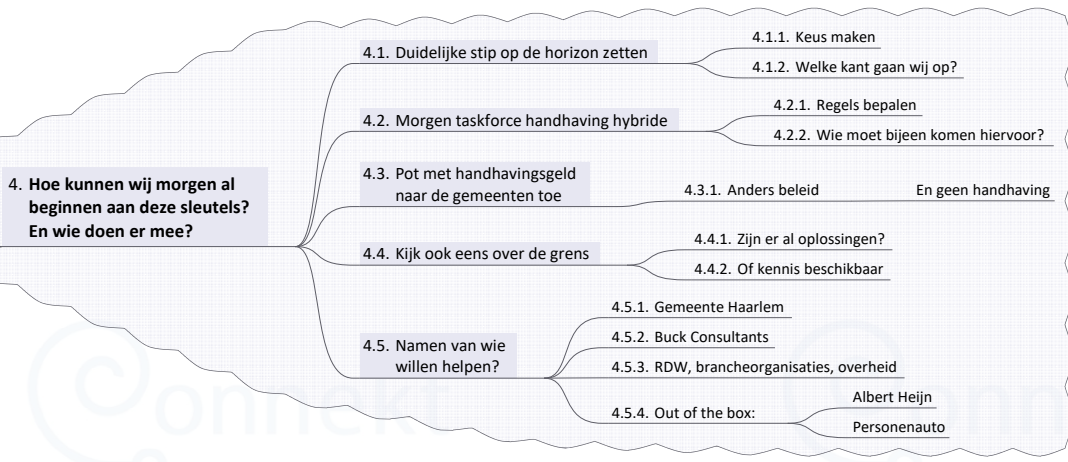 4. Hoe kunnen wij morgen al
beginnen aan deze sleutels?
En wie doen er mee?
4.1. Duidelijke stip op de horizon zetten
4.1.1. Keus maken
4.1.2. Welke kant gaan wij op?
4.2. Morgen taskforce handhaving hybride
4.2.1. Regels bepalen
4.2.2. Wie moet bijeen komen hiervoor?
4.3. Pot met handhavingsgeld
naar de gemeenten toe
4.3.1. Anders beleid
En geen handhaving
4.4. Kijk ook eens over de grens
4.4.1. Zijn er al oplossingen?
4.4.2. Of kennis beschikbaar
4.5. Namen van wie
willen helpen?
4.5.1. Gemeente Haarlem
4.5.2. Buck Consultants
4.5.3. RDW, brancheorganisaties, overheid
4.5.4. Out of the box:
Albert Heijn
Personenauto